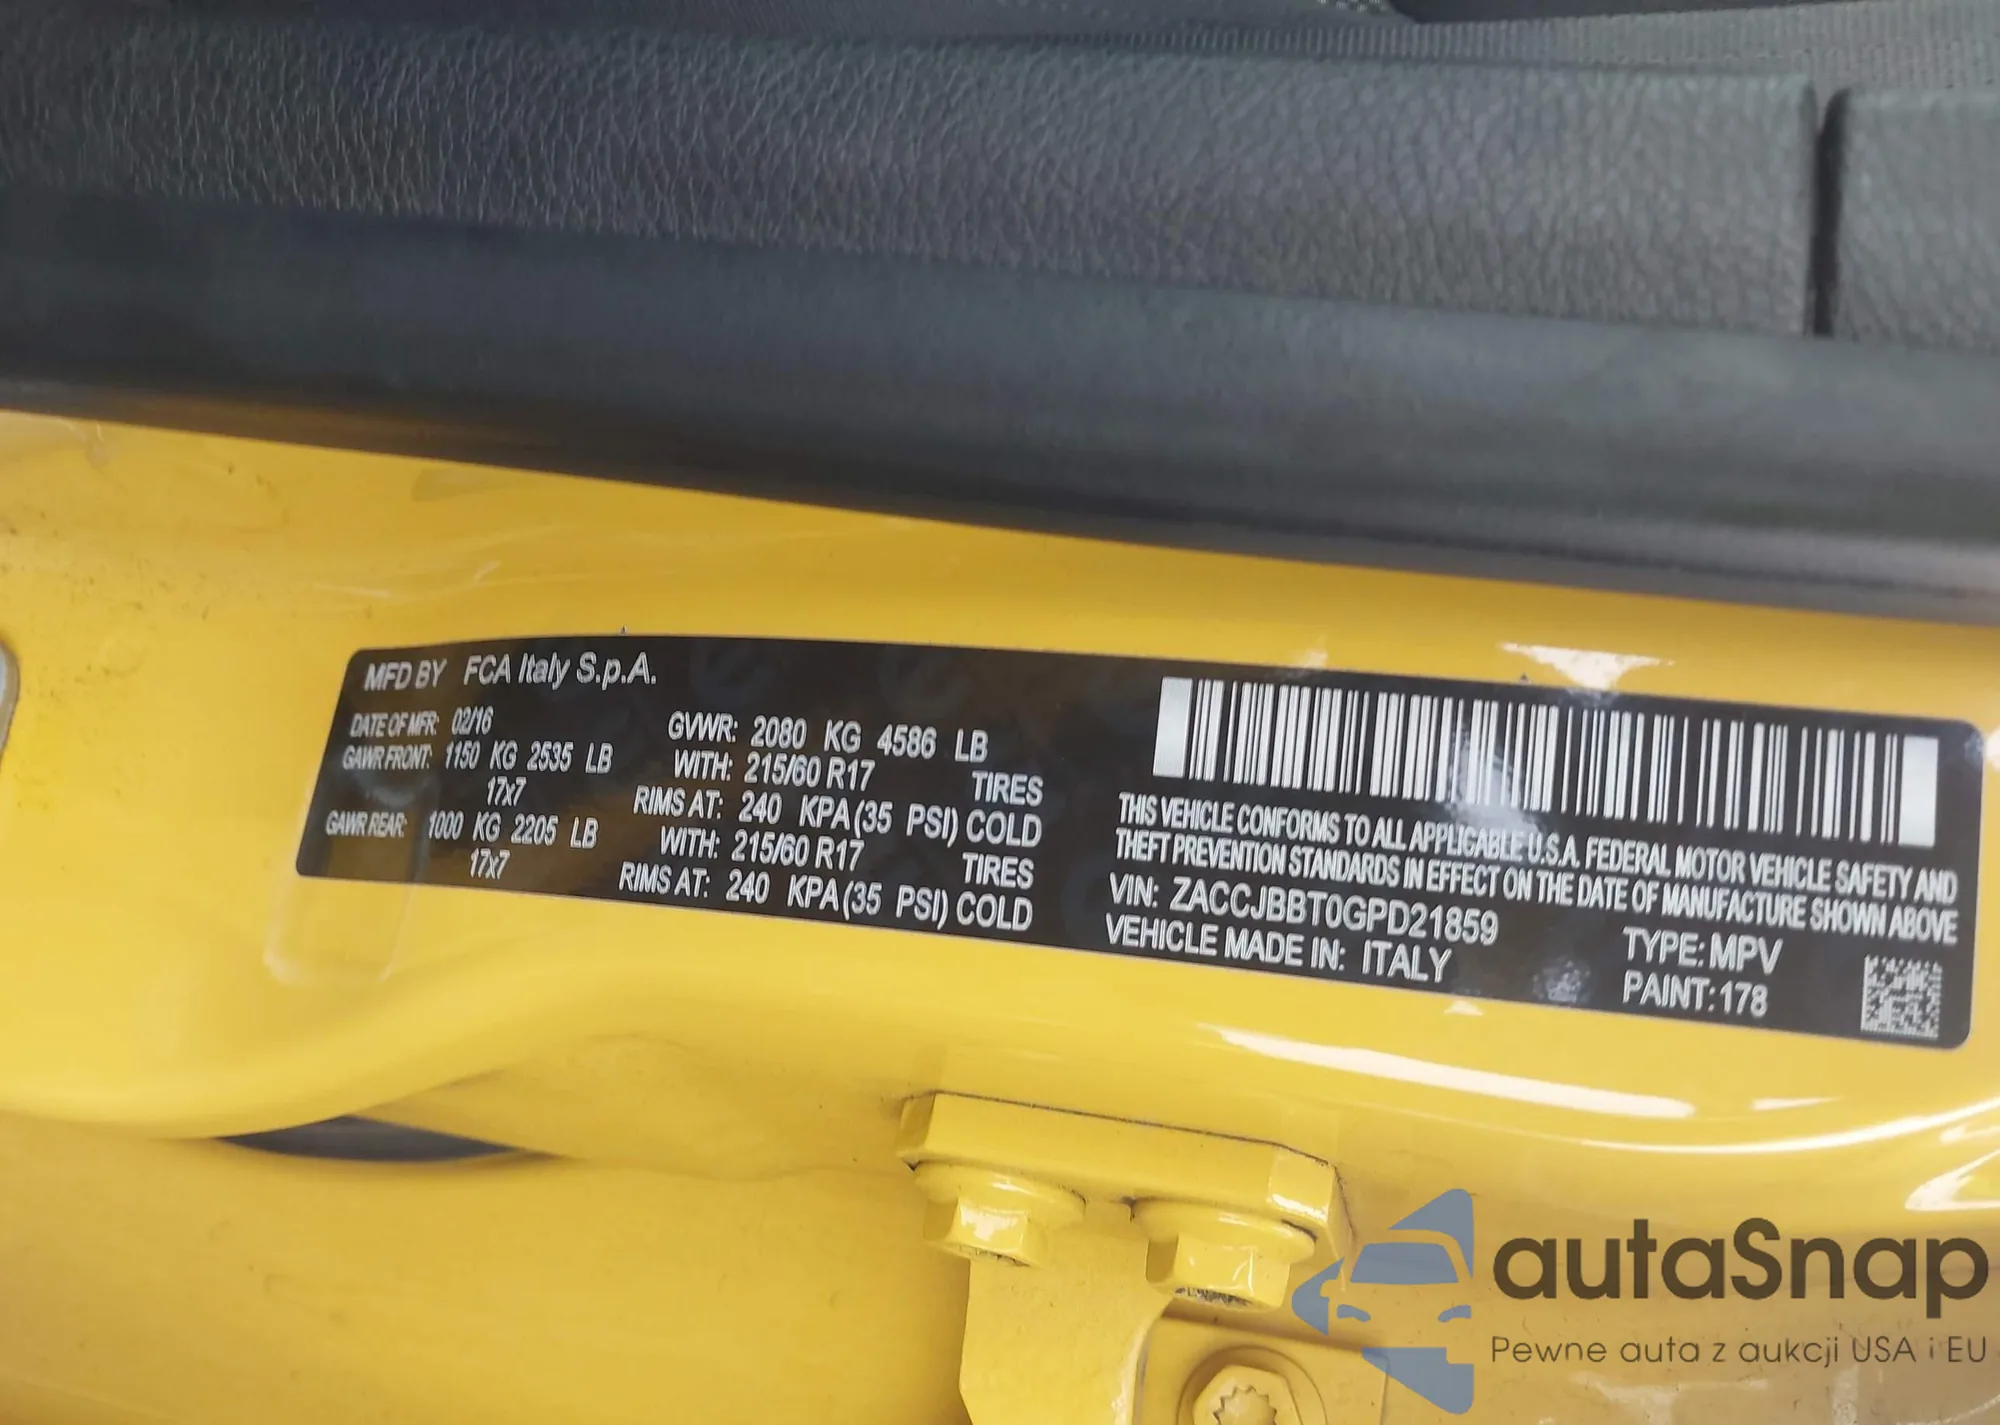 MFD BY FCA Italy S.p.A.
DATE OF MFR: 02/16 GVWR: 2080 KG 4586 LB
GAWR FRONT: 1150 KG 2535 LB WITH: 215/60 R17 TIRES
17x7 RIMS AT: 240 KPA (35 PSI) COLD
GAWR REAR: 1000 KG 2205 LB WITH: 215/60 R17 TIRES
17x7 RIMS AT: 240 KPA (35 PSI) COLD
THIS VEHICLE CONFORMS TO ALL APPLICABLE U.S.A. FEDERAL MOTOR VEHICLE SAFETY AND
THEFT PREVENTION STANDARDS IN EFFECT ON THE DATE OF MANUFACTURE SHOWN ABOVE
VIN: ZACCJBBT0GPD21859 TYPE: MPV
VEHICLE MADE IN: ITALY PAINT: 178
autaSnap
Pewne auta z aukcji USA i EU